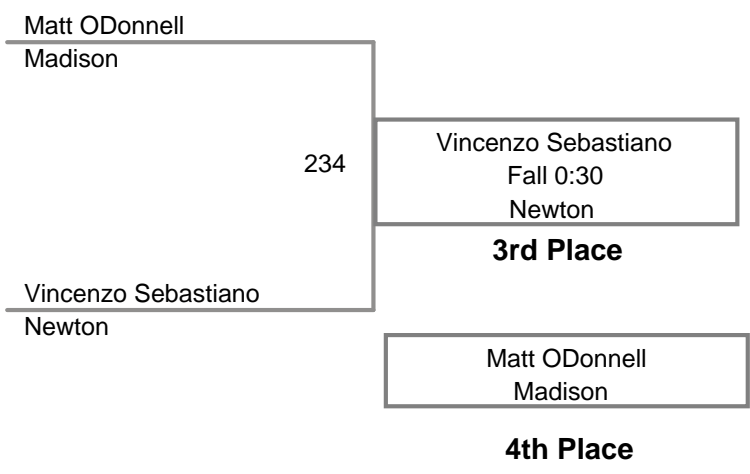 Matt ODonnell
Madison
234
Vincenzo Sebastiano
Fall 0:30
Newton
3rd Place
Vincenzo Sebastiano
Newton
Matt ODonnell
Madison
4th Place